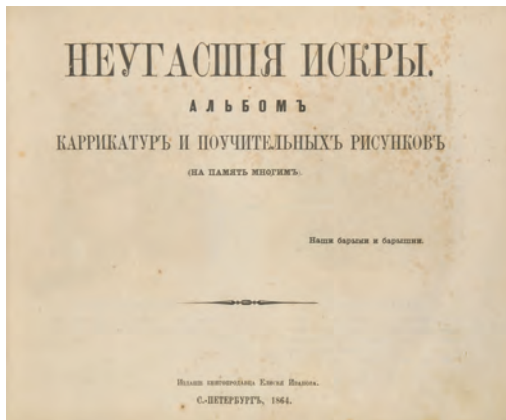 НЕУГАСШІЯ ИСКРЫ.
АЛЬБОМЪ
КАРРИКАТУРЪ И ПОУЧИТЕЛЬНЫХЪ РИСУНКОВЪ
(НА ПАМЯТЬ МНОГИМЪ).
Наши барыни и барышни.
Изданіе книгопродавца Елисея Иванова.
С.-ПЕТЕРБУРГЪ, 1864.